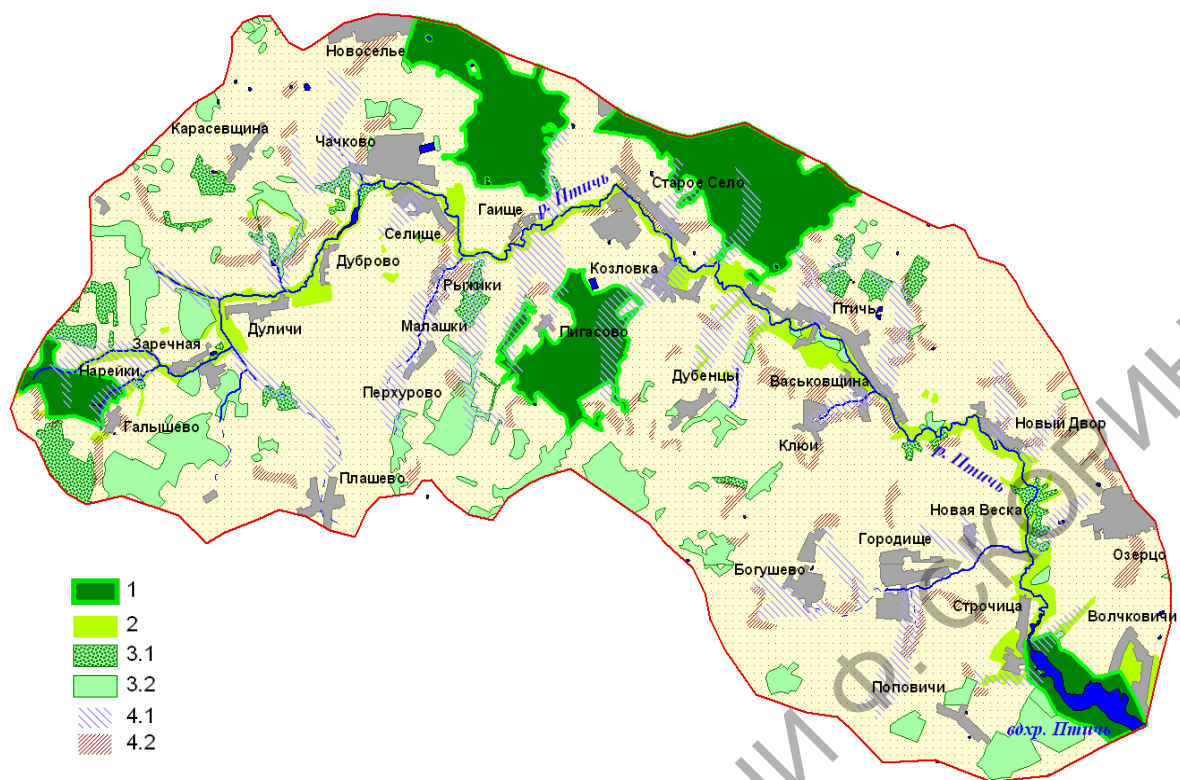 Новоселье
Карасевщина
Чачково
Старое Село
р. Птичь
Гаище
Селище
Козловка
Дуброво
Рыжики
Птичь
Малашки
Дуличи
Пигасово
Заречная
Нарейки
Дубенцы
Васьковщина
Перхурово
Галышево
Новый Двор
Клюи
р. Птичь
Плашево
Новая Веска
Городище
Озерцо
Богушево
Строчица
Волчковичи
Поповичи
вдхр. Птичь
1
2
3.1
3.2
4.1
4.2
И Ф. СКОРИН